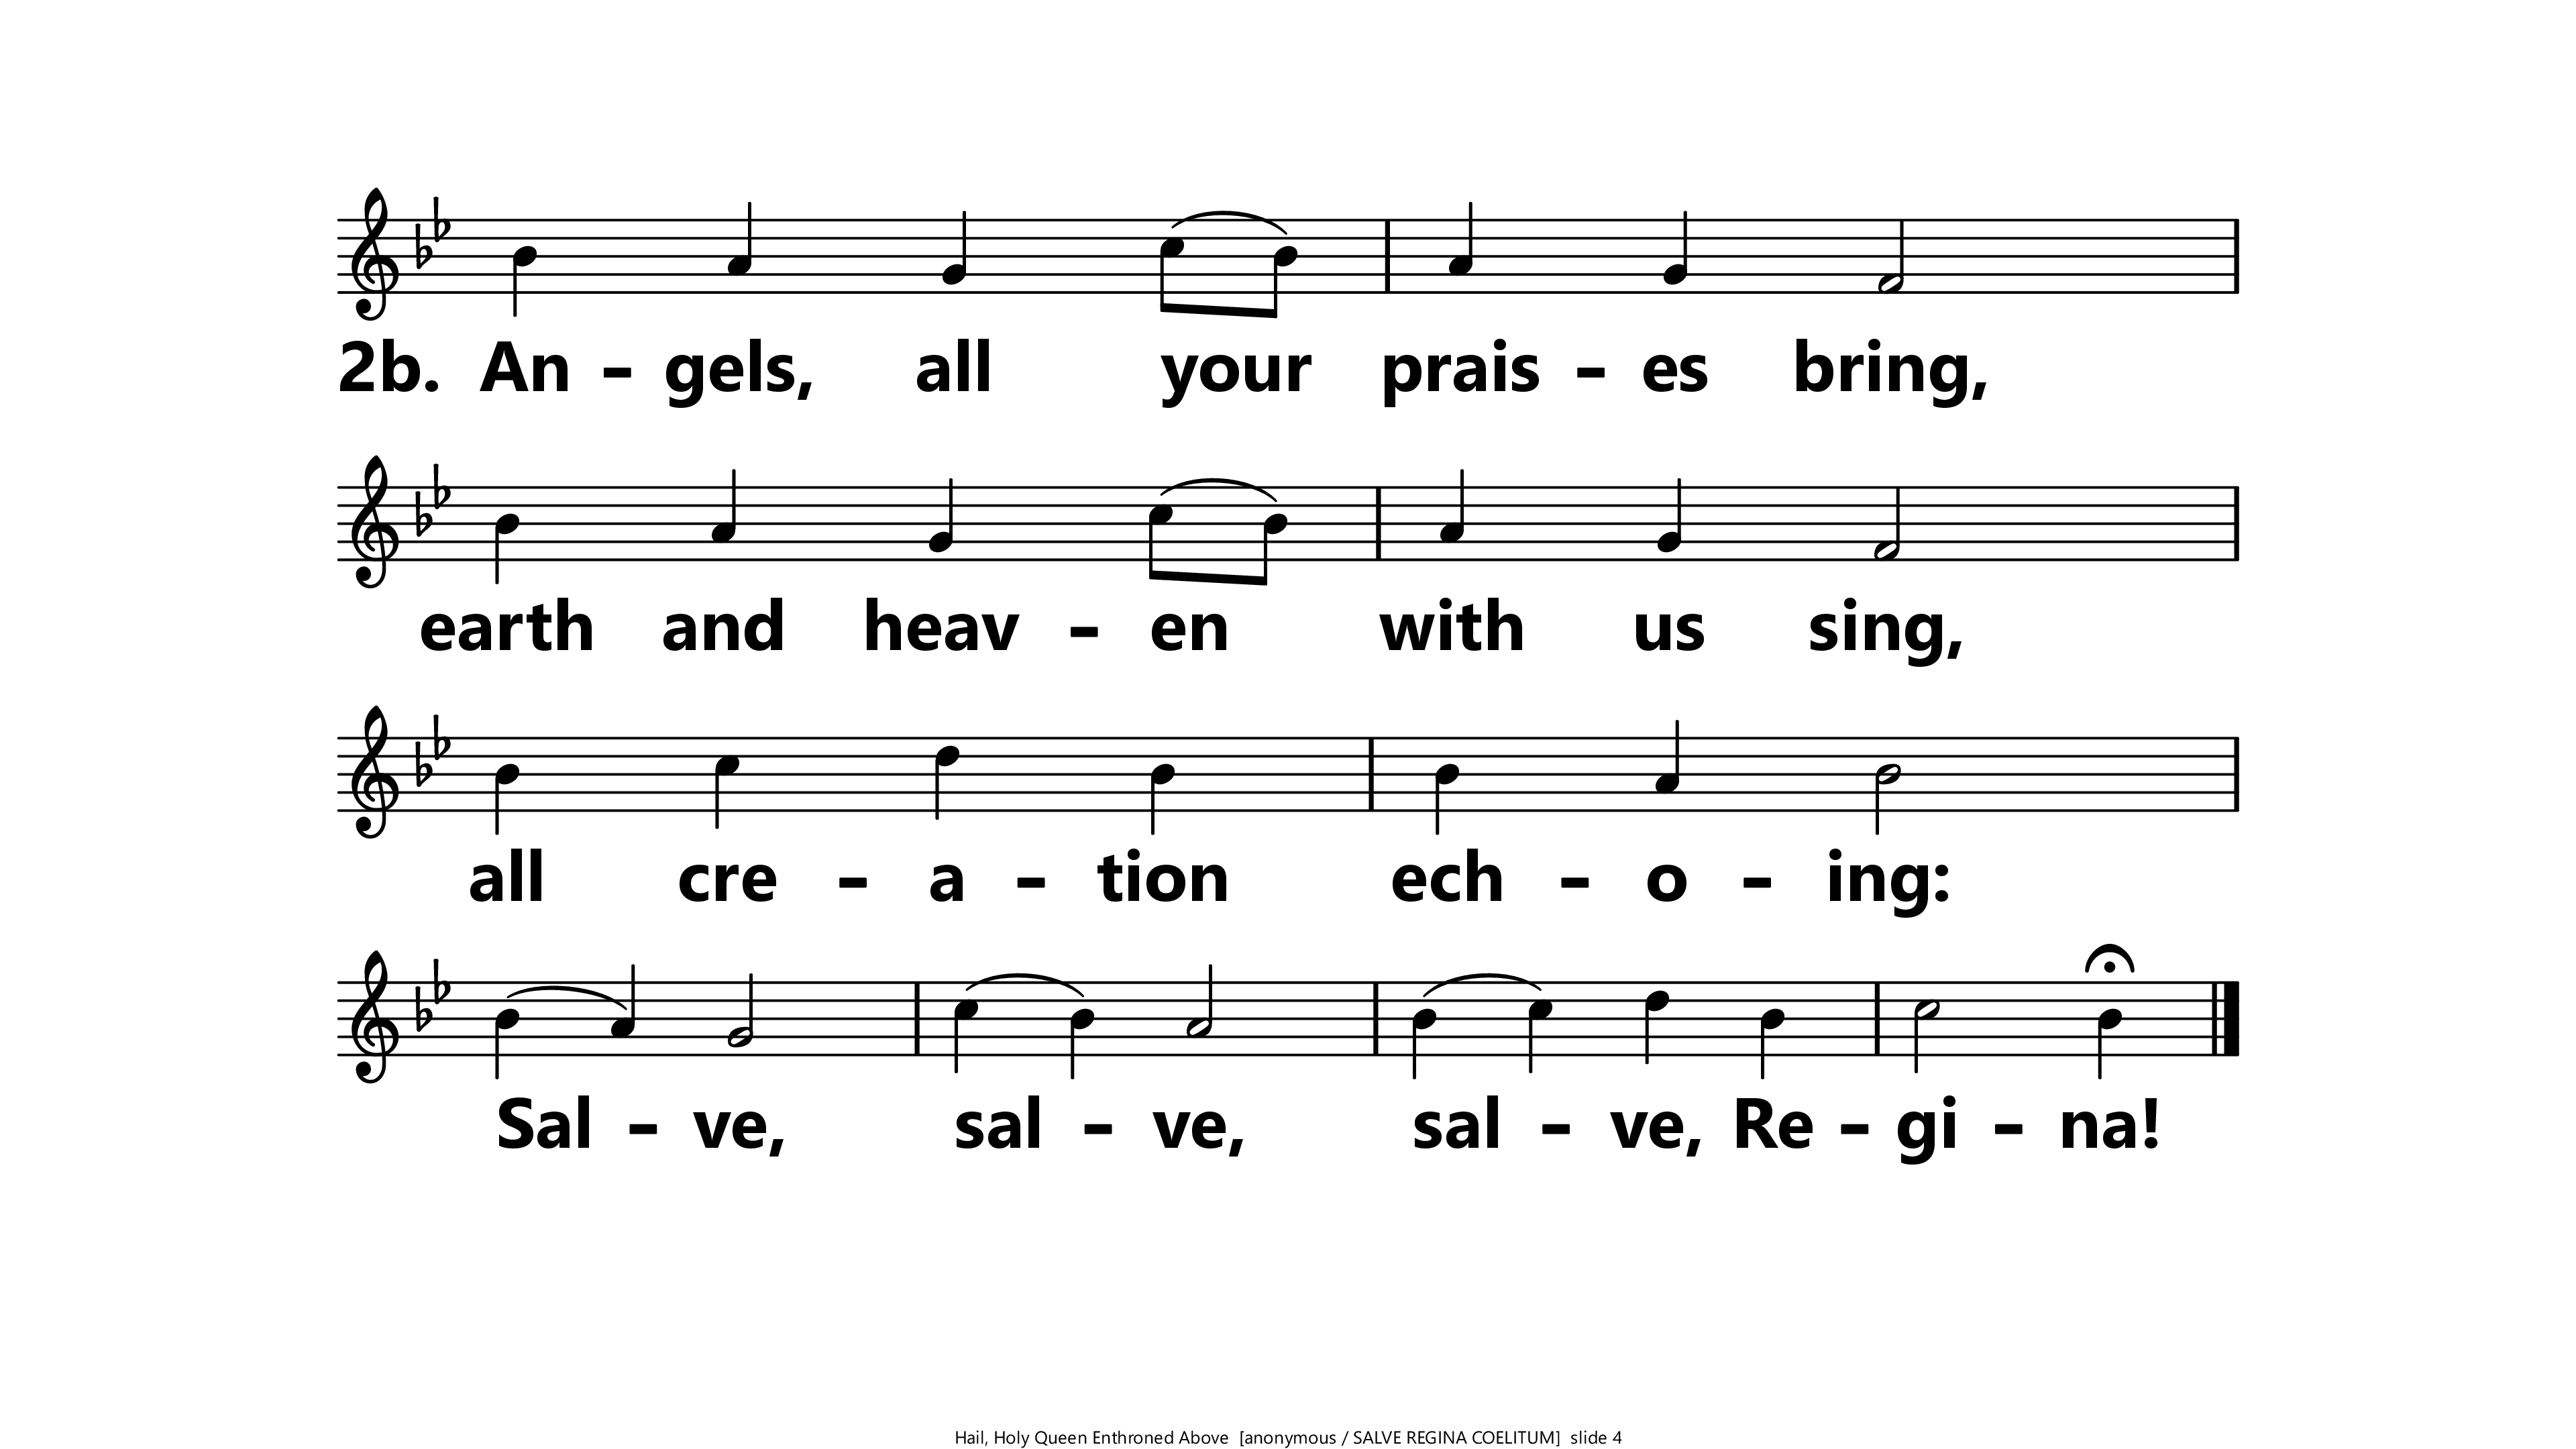 2b. An - gels, all your prais - es bring,
earth and heav - en with us sing,
all cre - a - tion ech - o - ing:
Sal - ve, sal - ve, sal - ve, Re - gi - na!
Hail, Holy Queen Enthroned Above [anonymous / SALVE REGINA COELITUM] slide 4